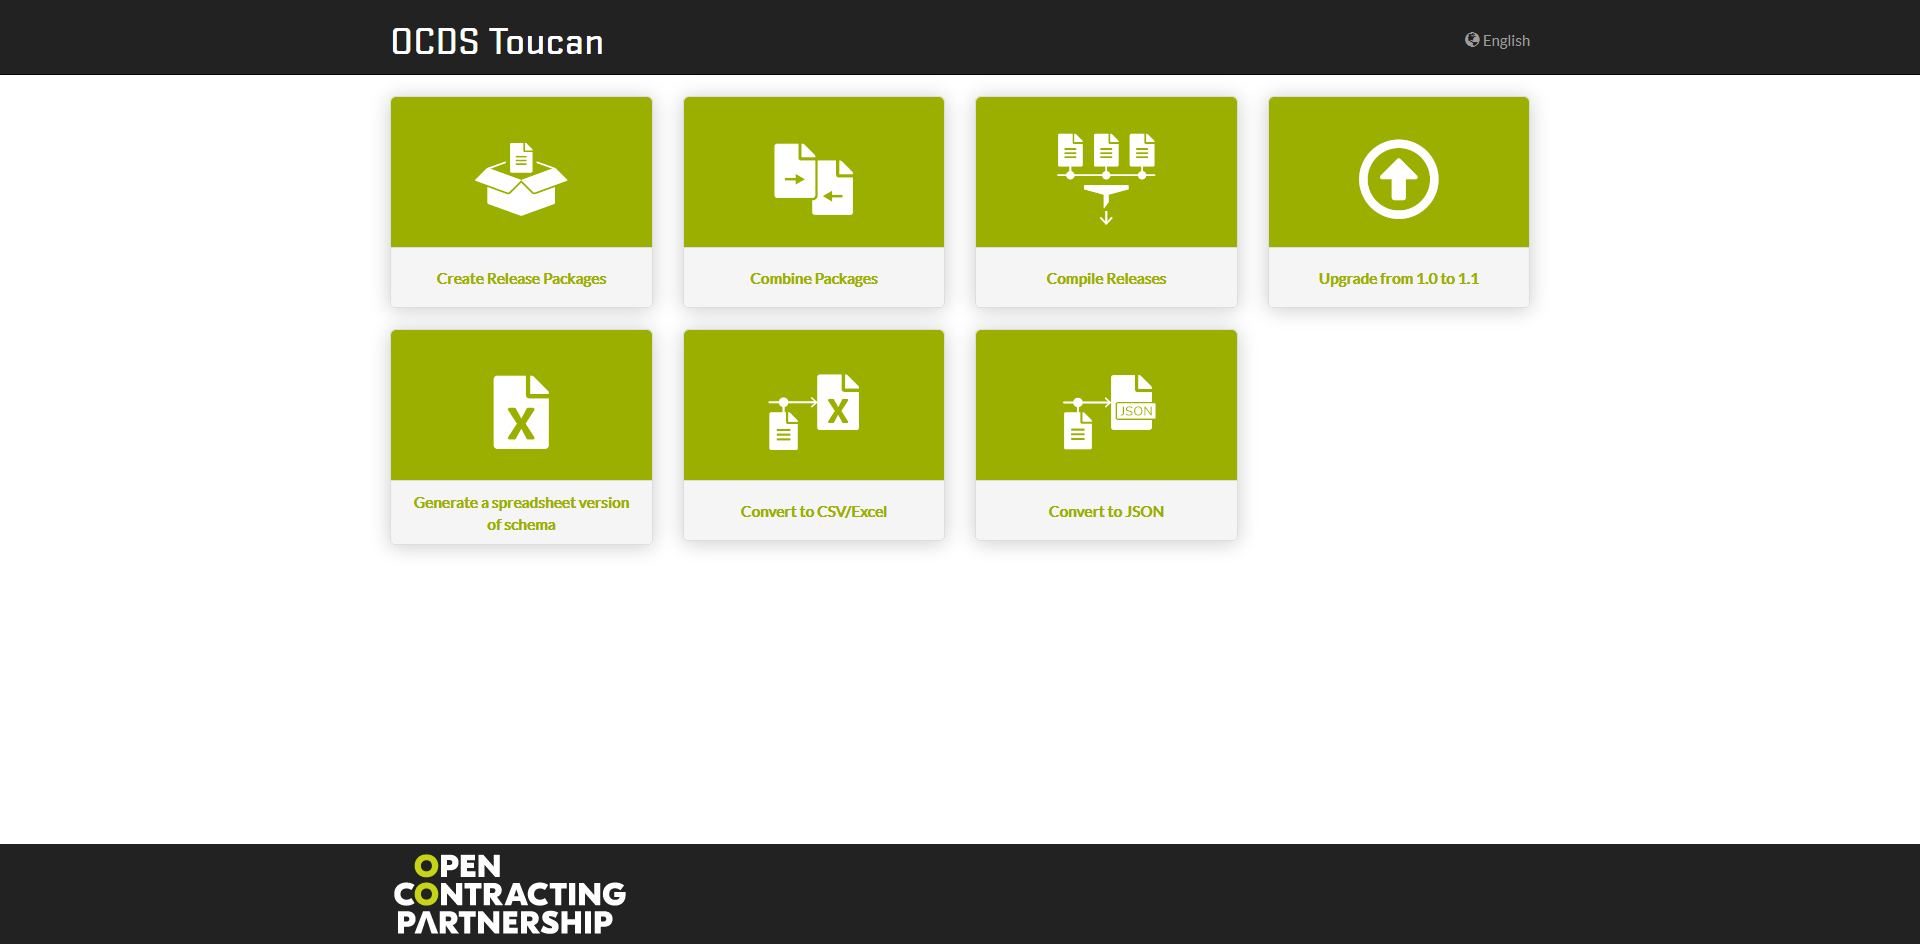 OCDS Toucan
English
Create Release Packages
Combine Packages
Compile Releases
Upgrade from 1.0 to 1.1
X
Generate a spreadsheet version
of schema
X
Convert to CSV/Excel
JSON
Convert to JSON
OPEN
CONTRACTING
PARTNERSHIP